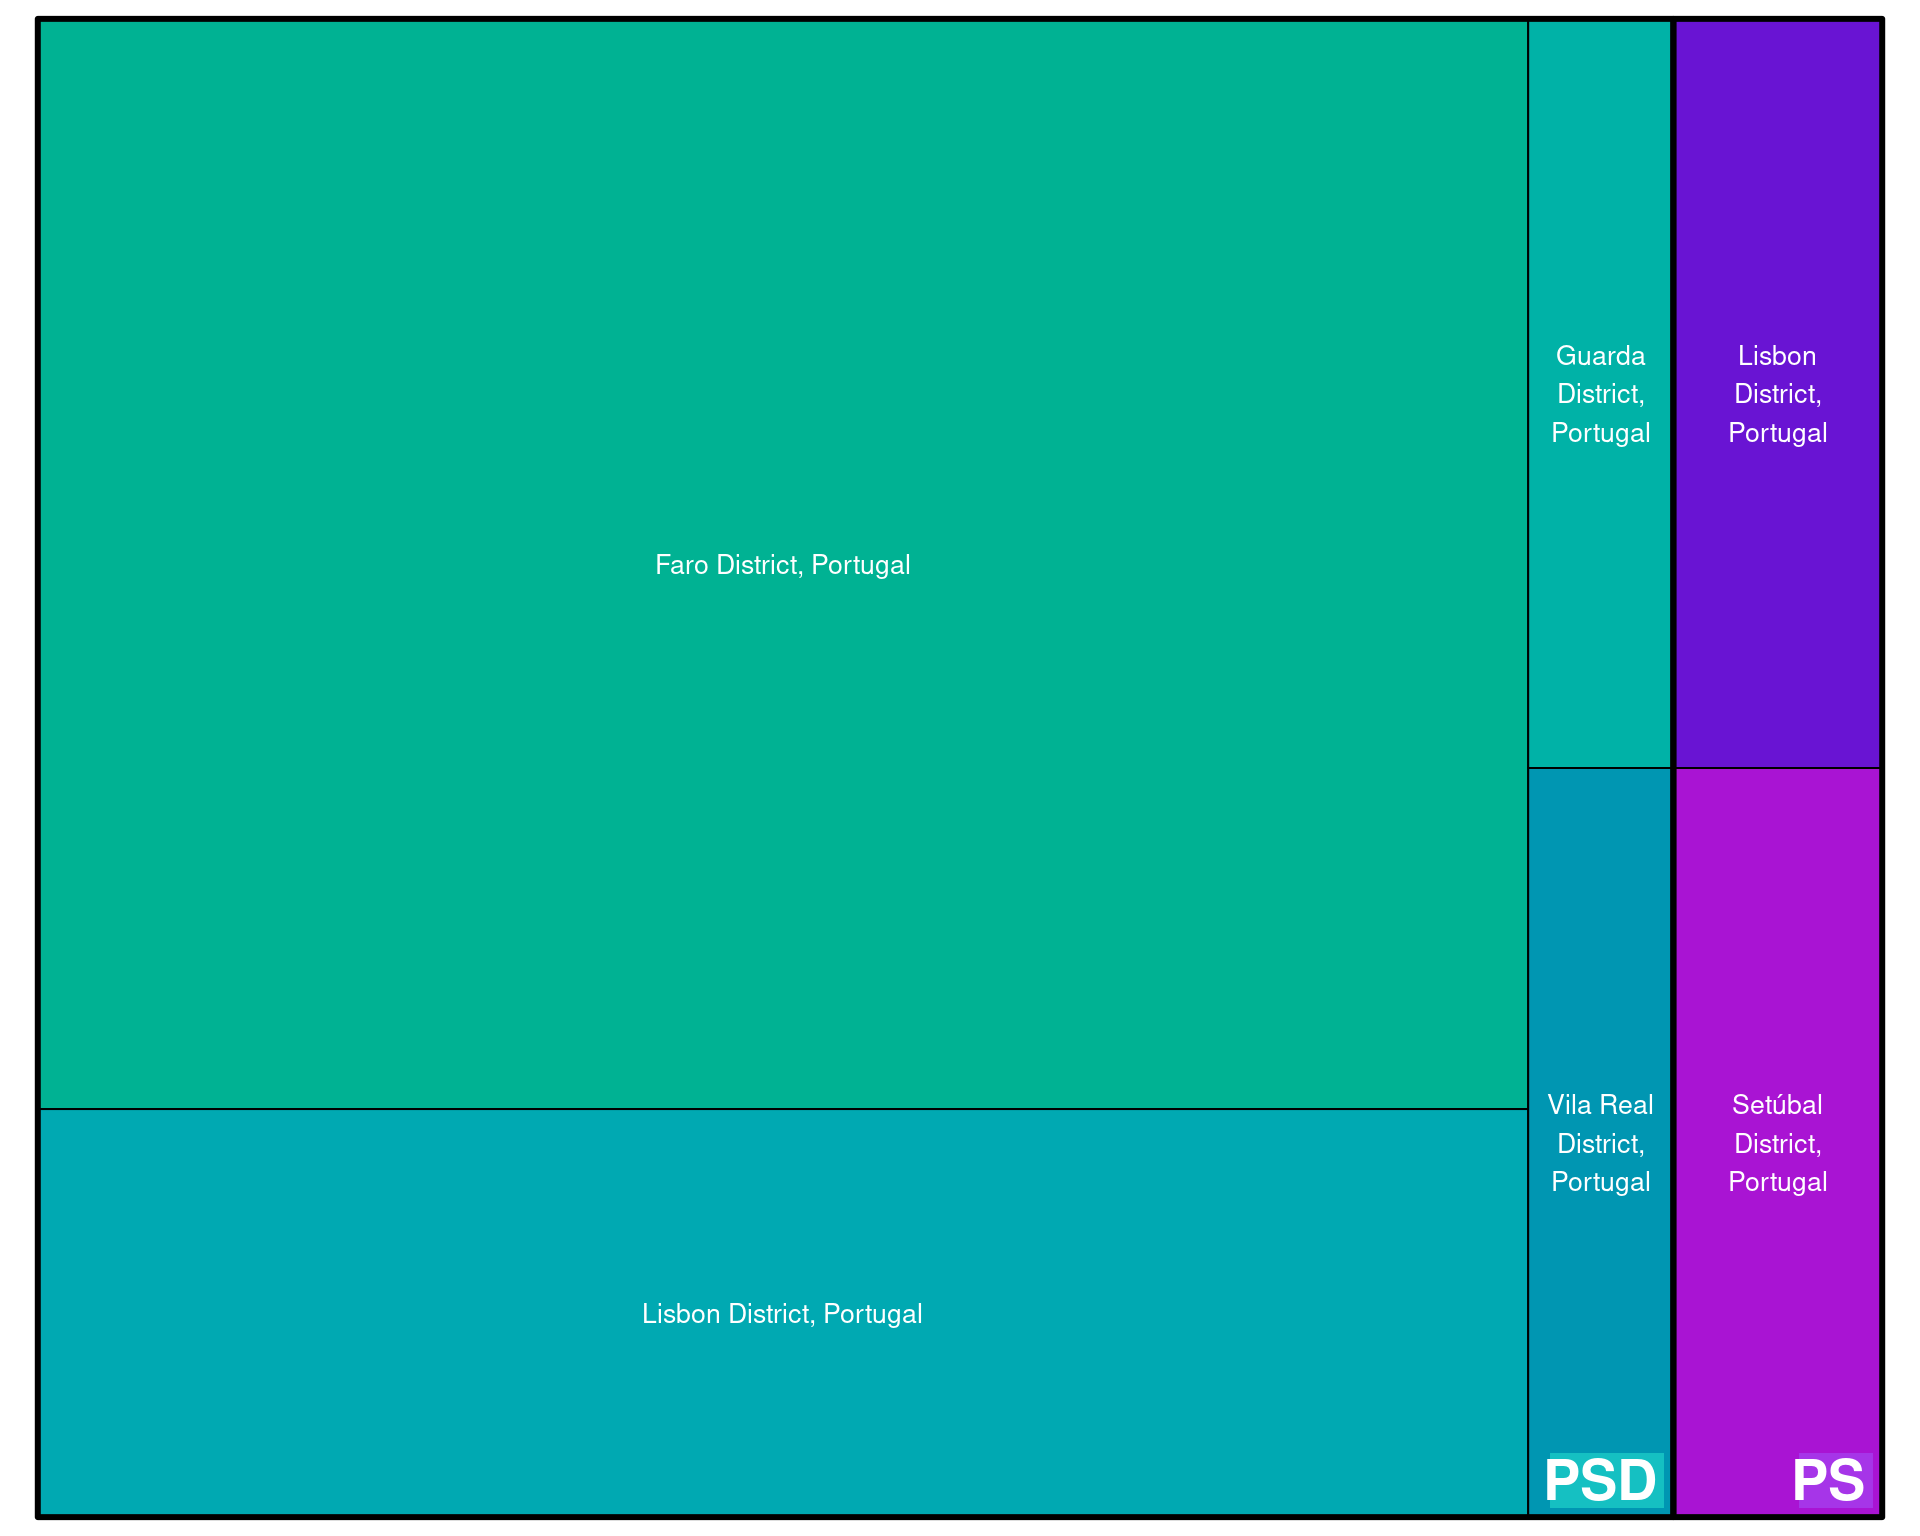 Faro District, Portugal
Lisbon District, Portugal
Guarda
District,
Portugal
Vila Real
District,
Portugal
PSD
Lisbon
District,
Portugal
Setúbal
District,
Portugal
PS